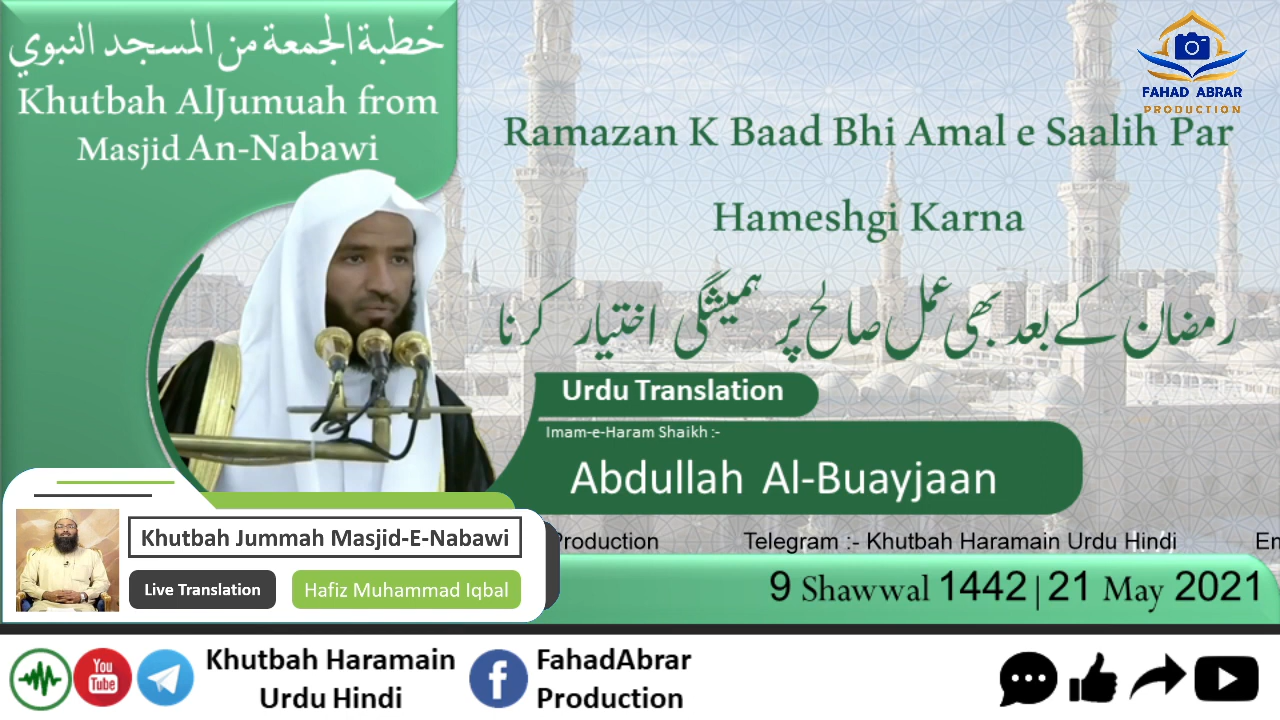 خطبة الجمعة من المسجد النبوي
Khutbah AlJumuah from
Masjid An-Nabawi
FAHAD ABRAR
PRODUCTION
Ramazan K Baad Bhi Amal e Saalih Par
Hameshgi Karna
رمضان کے بعد بھی عمل صالح پر ہمیشگی اختیار کرنا
Urdu Translation
Imam-e-Haram Shaikh :-
Abdullah Al-Buayjaan
Khutbah Jummah Masjid-E-Nabawi
Live Translation
Hafiz Muhammad Iqbal
Production Telegram :- Khutbah Haramain Urdu Hindi
9 Shawwal 1442 | 21 May 2021
You
Tube
Khutbah Haramain
Urdu Hindi
FahadAbrar
Production